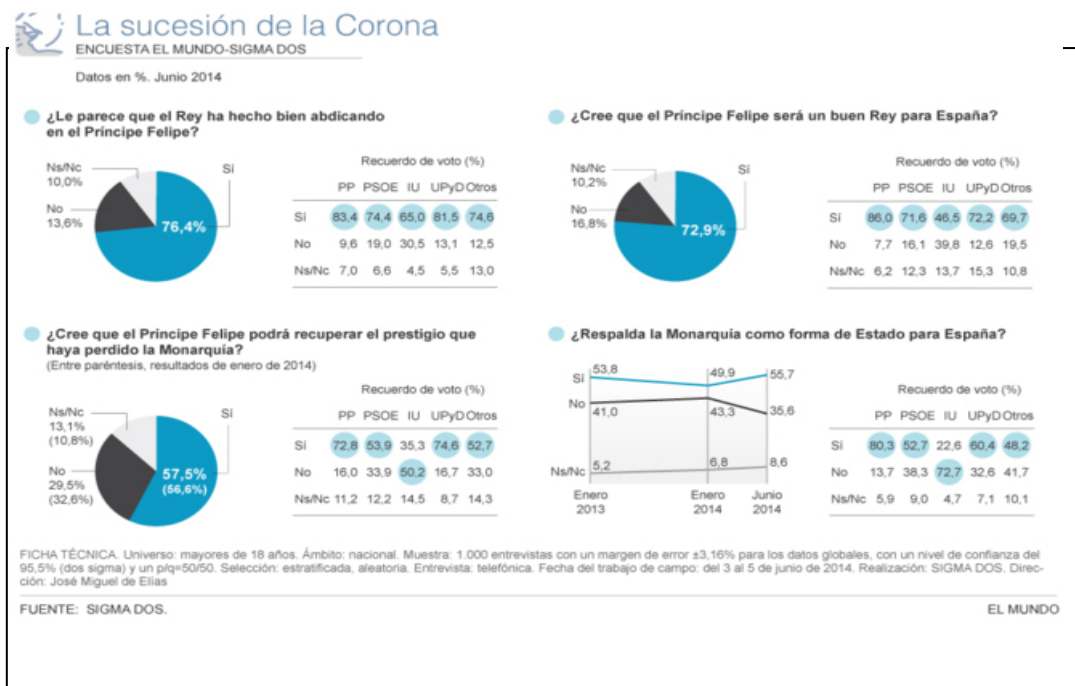 La sucesión de la Corona
ENCUESTA EL MUNDO-SIGMA DOS
Datos en %. Junio 2014
¿Le parece que el Rey ha hecho bien abdicando
en el Príncipe Felipe?
Ns/Nc
10,0%
No
13,6%
Sí
76,4%
Recuerdo de voto (%)
PP PSOE IU UPyD Otros
Sí 83,4 74,4 65,0 81,5 74,6
No 9,6 19,0 30,5 13,1 12,5
Ns/Nc 7,0 6,6 4,5 5,5 13,0
¿Cree que el Príncipe Felipe será un buen Rey para España?
Ns/Nc
10,2%
No
16,8%
Sí
72,9%
Recuerdo de voto (%)
PP PSOE IU UPyD Otros
Sí 86,0 71,6 46,5 72,2 69,7
No 7,7 16,1 39,8 12,6 19,5
Ns/Nc 6,2 12,3 13,7 15,3 10,8
¿Cree que el Príncipe Felipe podrá recuperar el prestigio que
haya perdido la Monarquía?
(Entre paréntesis, resultados de enero de 2014)
Ns/Nc
13,1%
(10,8%)
No
29,5%
(32,6%)
Sí
57,5%
(56,6%)
Recuerdo de voto (%)
PP PSOE IU UPyD Otros
Sí 72,8 53,9 35,3 74,6 52,7
No 16,0 33,9 50,2 16,7 33,0
Ns/Nc 11,2 12,2 14,5 8,7 14,3
¿Respalda la Monarquía como forma de Estado para España?
Sí 53,8 49,9 55,7
No 41,0 43,3 35,6
Ns/Nc 5,2 6,8 8,6
Enero Enero Junio
2013 2014 2014
Recuerdo de voto (%)
PP PSOE IU UPyD Otros
Sí 80,3 52,7 22,6 60,4 48,2
No 13,7 38,3 72,7 32,6 41,7
Ns/Nc 5,9 9,0 4,7 7,1 10,1
FICHA TÉCNICA. Universo: mayores de 18 años. Ámbito: nacional. Muestra: 1.000 entrevistas con un margen de error ±3,16% para los datos globales, con un nivel de confianza del
95,5% (dos sigma) y un p/q=50/50. Selección: estratificada, aleatoria. Entrevista: telefónica. Fecha del trabajo de campo: del 3 al 5 de junio de 2014. Realización: SIGMA DOS. Direc-
ción: José Miguel de Elías
FUENTE: SIGMA DOS.
EL MUNDO